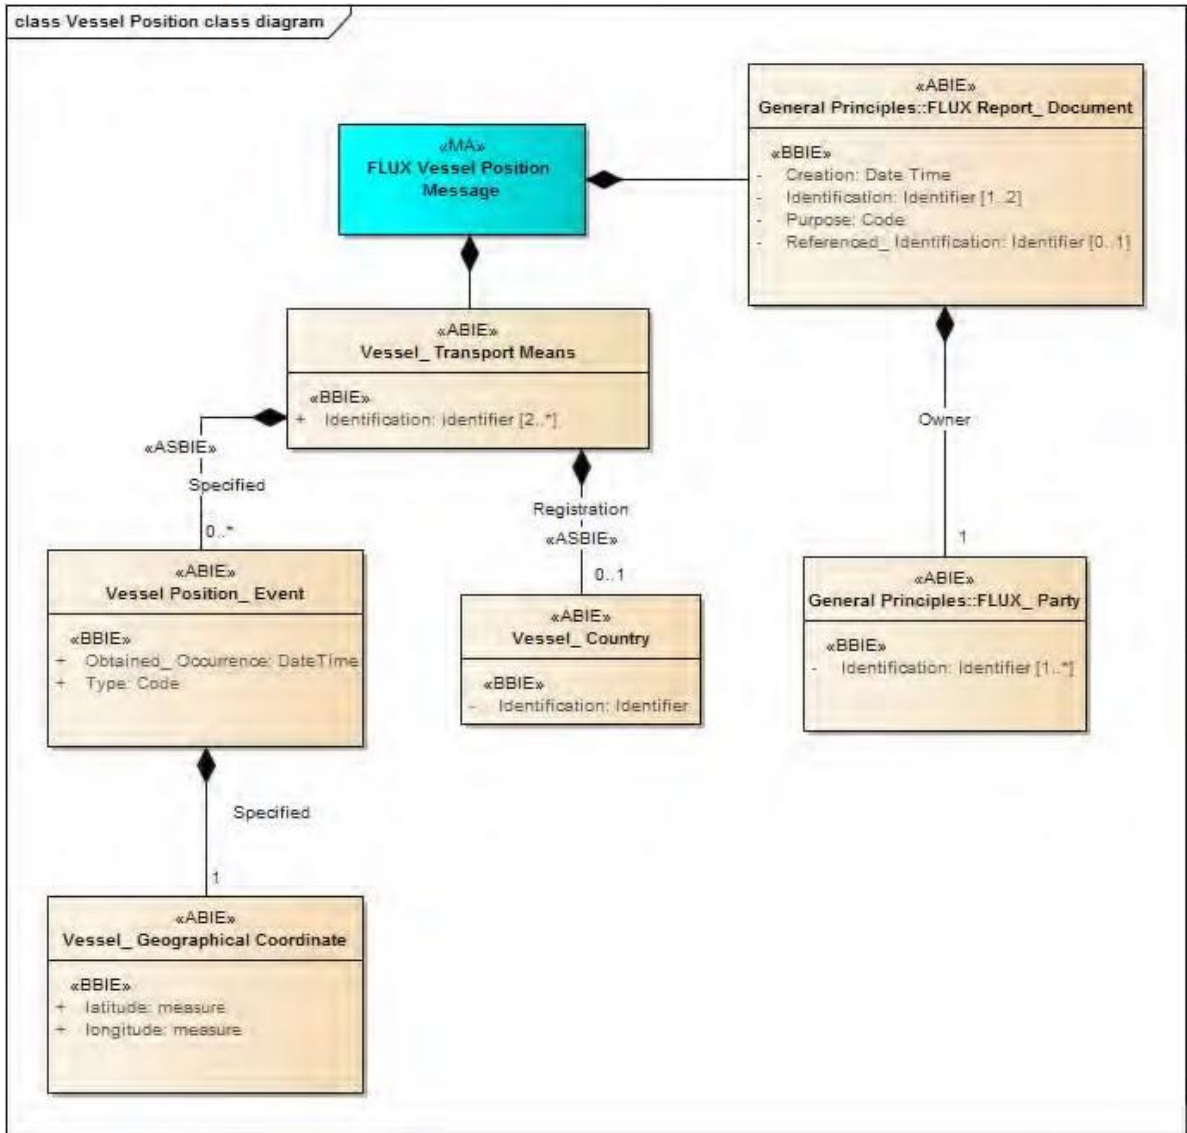 class Vessel Position class diagram
«ABIE»
General Principles::FLUX Report_ Document
«BBIE»
- Creation: Date Time
- Identification: Identifier [1..2]
- Purpose: Code
- Referenced_ Identification: Identifier [0..1]
«MA»
FLUX Vessel Position
Message
«ABIE»
Vessel_ Transport Means
«BBIE»
+ Identification: Identifier [2..*]
«ASBIE»
Specified
0..*
Registration
«ASBIE»
0..1
Owner
1
«ABIE»
Vessel Position_ Event
«BBIE»
+ Obtained_ Occurrence: DateTime
+ Type: Code
«ABIE»
Vessel_ Country
«BBIE»
- Identification: Identifier
«ABIE»
General Principles::FLUX_ Party
«BBIE»
- Identification: Identifier [1..*]
Specified
1
«ABIE»
Vessel_ Geographical Coordinate
«BBIE»
+ latitude: measure
+ longitude: measure